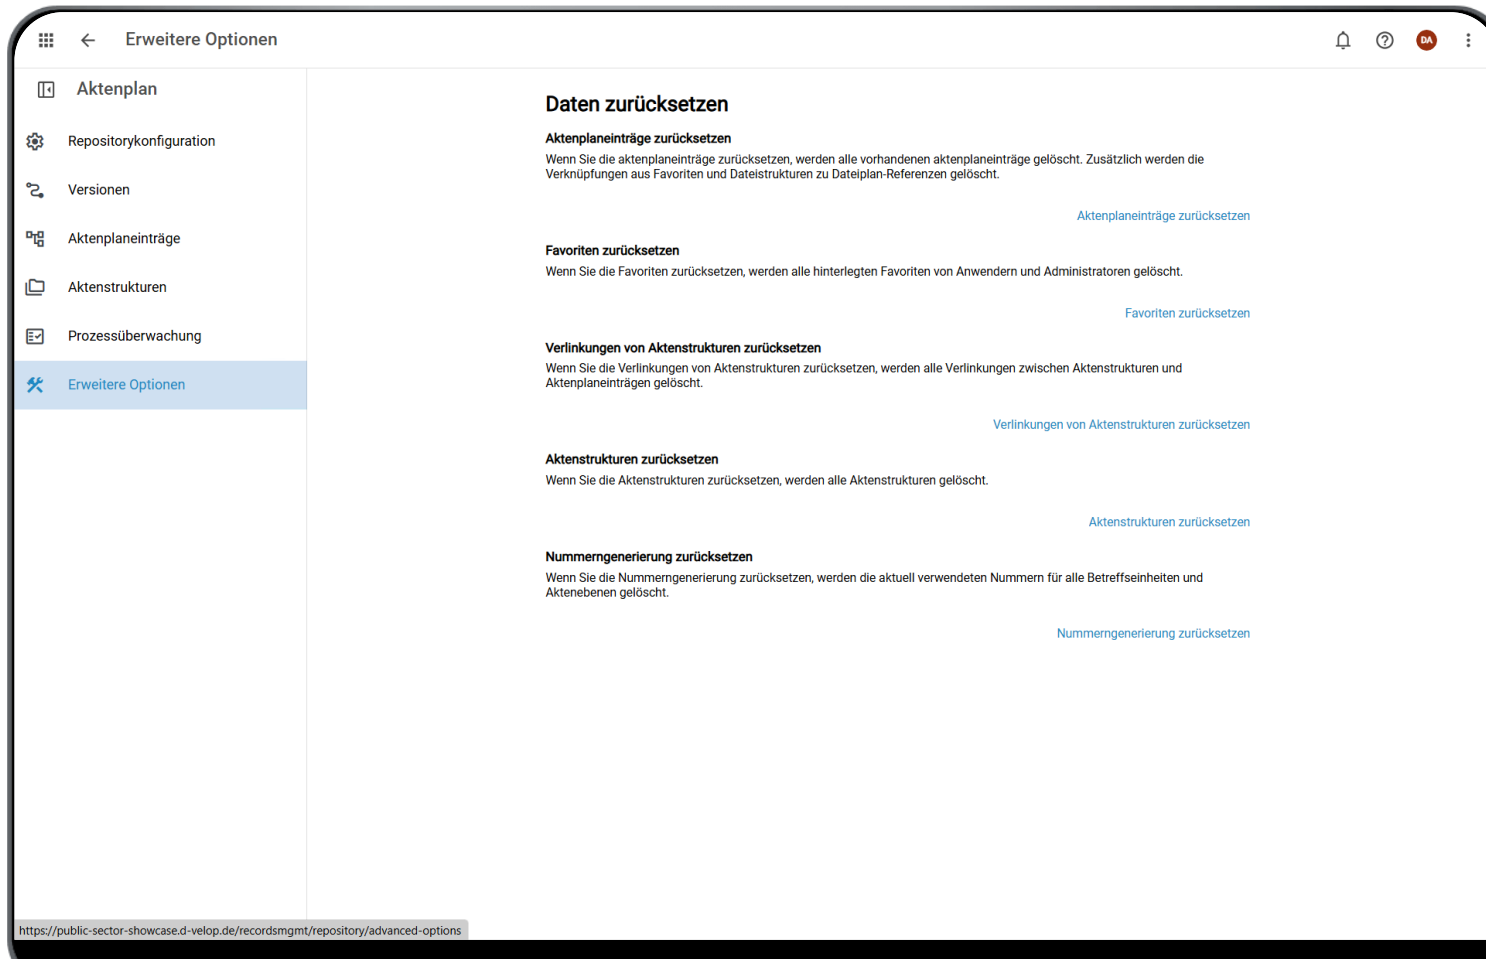 Erweitere Optionen
DA
Aktenplan
Repositorykonfiguration
Versionen
Aktenplaneinträge
Aktenstrukturen
Prozessüberwachung
Erweitere Optionen
Daten zurücksetzen
Aktenplaneinträge zurücksetzen
Wenn Sie die aktenplaneinträge zurücksetzen, werden alle vorhandenen aktenplaneinträge gelöscht. Zusätzlich werden die
Verknüpfungen aus Favoriten und Dateistrukturen zu Dateiplan-Referenzen gelöscht.
Aktenplaneinträge zurücksetzen
Favoriten zurücksetzen
Wenn Sie die Favoriten zurücksetzen, werden alle hinterlegten Favoriten von Anwendern und Administratoren gelöscht.
Favoriten zurücksetzen
Verlinkungen von Aktenstrukturen zurücksetzen
Wenn Sie die Verlinkungen von Aktenstrukturen zurücksetzen, werden alle Verlinkungen zwischen Aktenstrukturen und
Aktenplaneinträgen gelöscht.
Verlinkungen von Aktenstrukturen zurücksetzen
Aktenstrukturen zurücksetzen
Wenn Sie die Aktenstrukturen zurücksetzen, werden alle Aktenstrukturen gelöscht.
Aktenstrukturen zurücksetzen
Nummerngenerierung zurücksetzen
Wenn Sie die Nummerngenerierung zurücksetzen, werden die aktuell verwendeten Nummern für alle Betreffseinheiten und
Aktenebenen gelöscht.
Nummerngenerierung zurücksetzen
https://public-sector-showcase.d-velop.de/recordsmgmt/repository/advanced-options